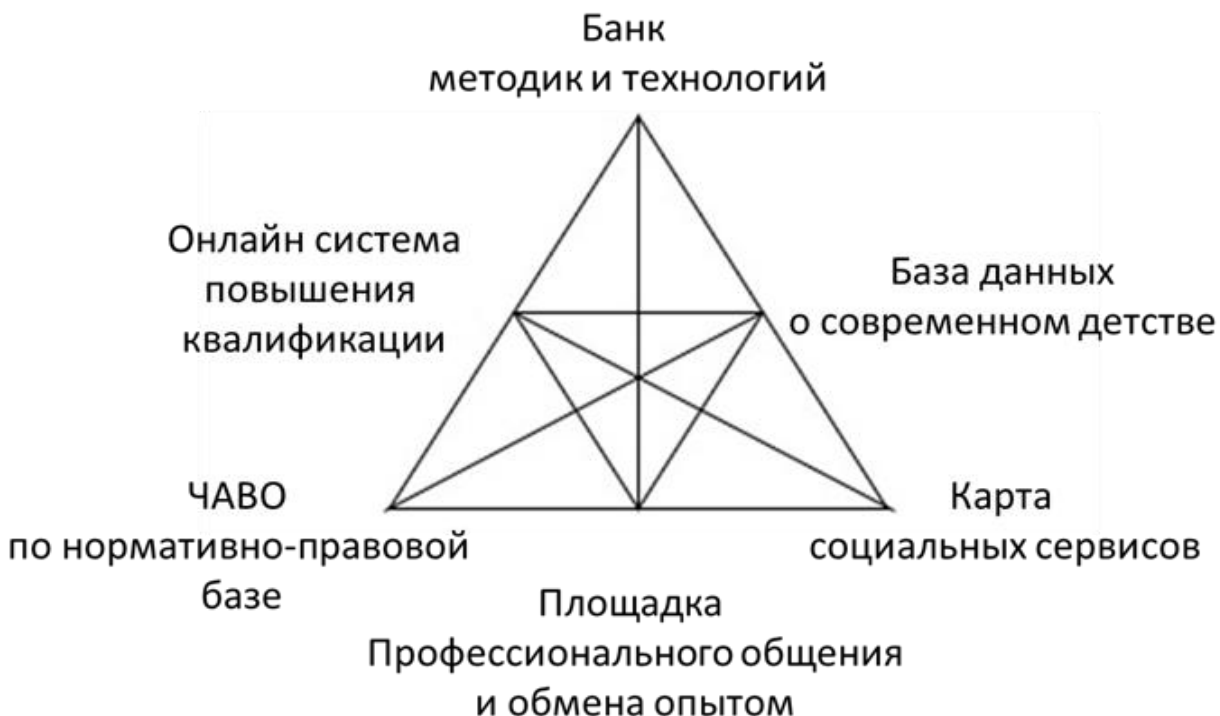 Банк
методик и технологий
Онлайн система
повышения
квалификации
База данных
о современном детстве
ЧАВО
по нормативно-правовой
базе
Карта
социальных сервисов
Площадка
Профессионального общения
и обмена опытом